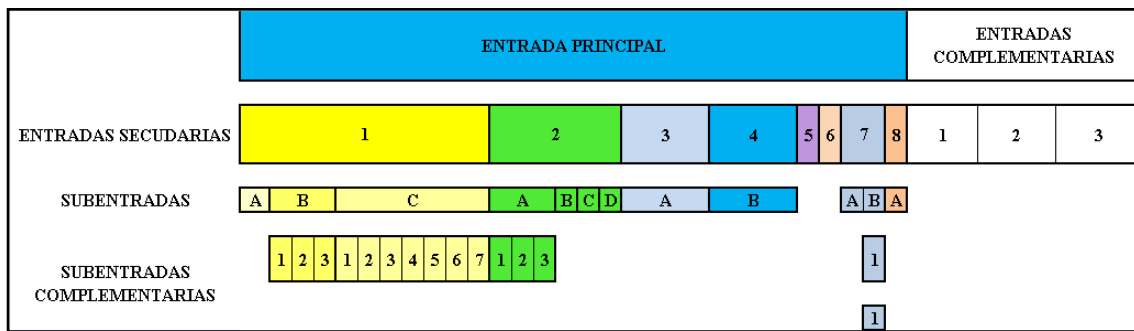 ENTRADA PRINCIPAL
ENTRADAS
COMPLEMENTARIAS
ENTRADAS SECUDARIAS 1 2 3 4 5 6 7 8 1 2 3
SUBENTRADAS A B C A B C D A B A B A
SUBENTRADAS
COMPLEMENTARIAS
1 2 3 1 2 3 4 5 6 7 1 2 3 1
1